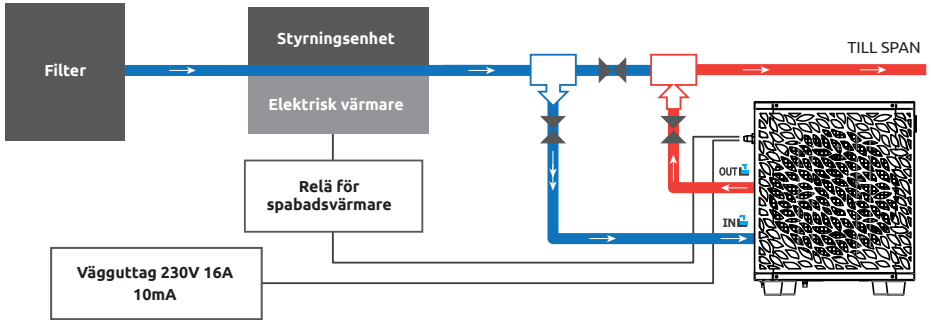 Filter
Styrningsenhet
Elektrisk värmare
TILL SPAN
Relä för
spabadsvärmare
OUT
IN
Vägguttag 230V 16A
10mA